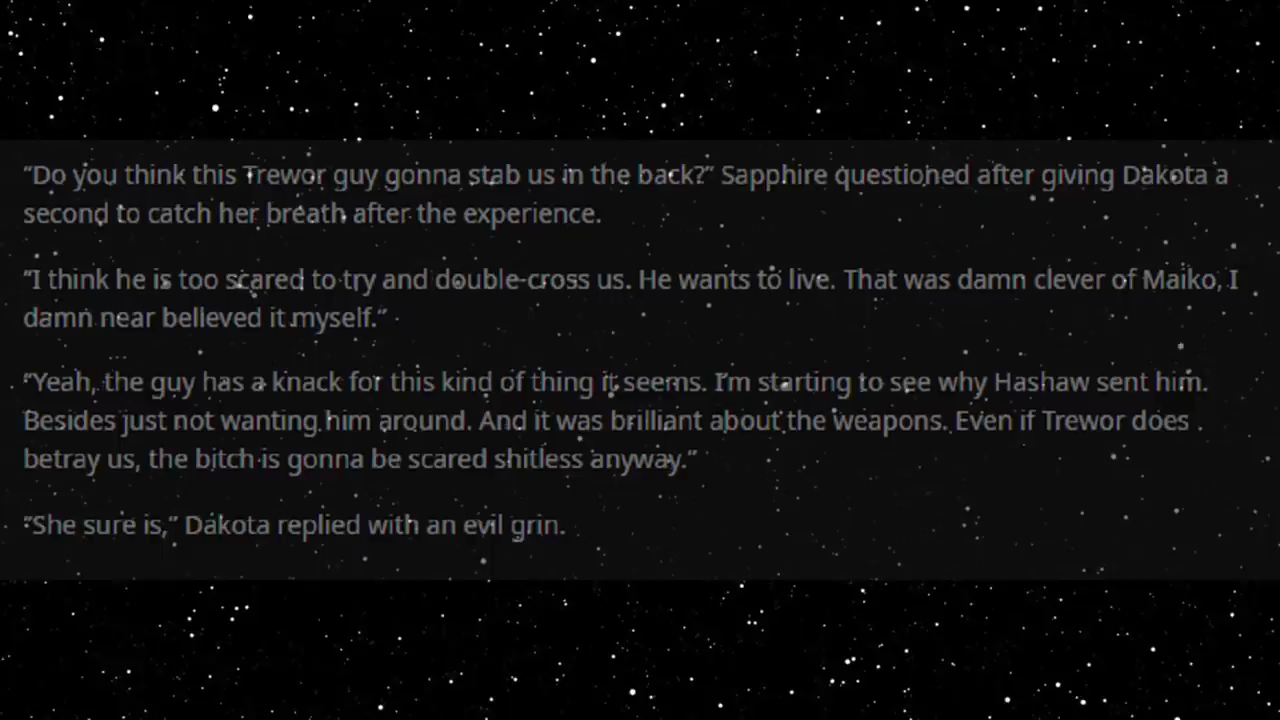 “Do you think this Trewor guy gonna stab us in the back?” Sapphire questioned after giving Dakota a
second to catch her breath after the experience.
“I think he is too scared to try and double-cross us. He wants to live. That was damn clever of Maiko, I
damn near believed it myself.”
“Yeah, the guy has a knack for this kind of thing it seems. I’m starting to see why Hashaw sent him.
Besides just not wanting him around. And it was brilliant about the weapons. Even if Trewor does
betray us, the bitch is gonna be scared shitless anyway.”
“She sure is,” Dakota replied with an evil grin.